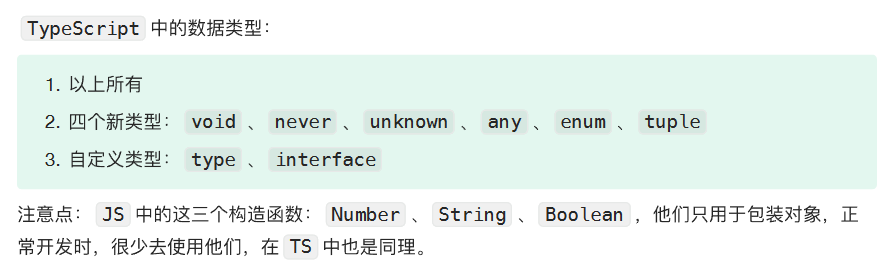 TypeScript 中的数据类型：
1. 以上所有
2. 四个新类型： void 、 never 、 unknown 、 any 、 enum 、 tuple
3. 自定义类型： type 、 interface
注意点： JS 中的这三个构造函数： Number 、 String 、 Boolean ，他们只用于包装对象，正
常开发时，很少去使用他们，在 TS 中也是同理。